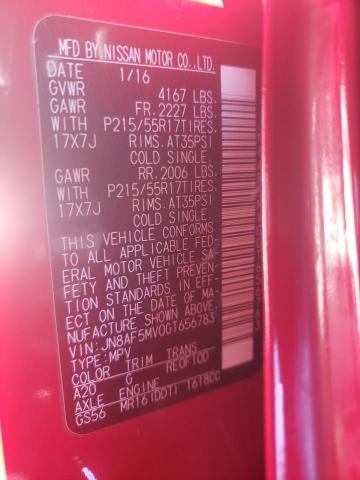 MFD BY NISSAN MOTOR CO., LTD.
DATE 1/16
GVWR 4167 LBS.
GAWR FR. 2227 LBS.
WITH P215/55R17TIRES,
17X7J RIMS. AT35PSI
COLD SINGLE.
GAWR RR. 2006 LBS.
WITH P215/55R17TIRES,
17X7J RIMS. AT35PSI
COLD SINGLE.
THIS VEHICLE CONFORMS
TO ALL APPLICABLE FED-
ERAL MOTOR VEHICLE SA-
FETY AND THEFT PREVEN-
TION STANDARDS IN EFF-
ECT ON THE DATE OF MA-
NUFACTURE SHOWN ABOVE.
VIN: JN8AF5MV0GT656783
TYPE: MPV
COLOR TRIM TRANS
A20 G RE0F10D
AXLE ENGINE
GS56 MR16(DDT) 1618CC